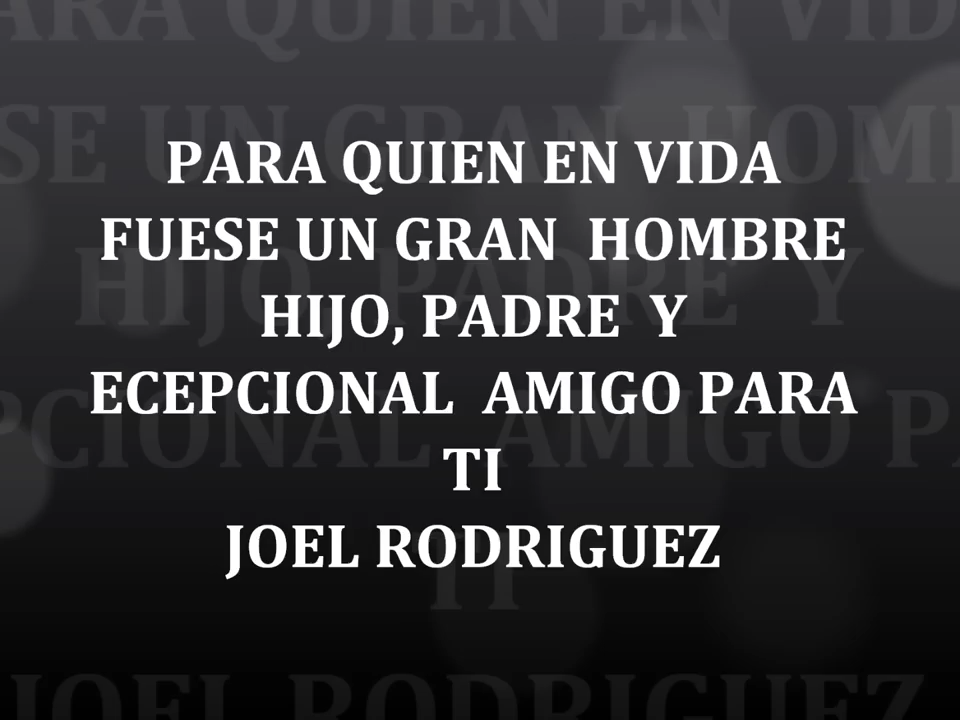 PARA QUIEN EN VIDA
FUESE UN GRAN HOMBRE
HIJO, PADRE Y
ECEPCIONAL AMIGO PARA
TI
JOEL RODRIGUEZ